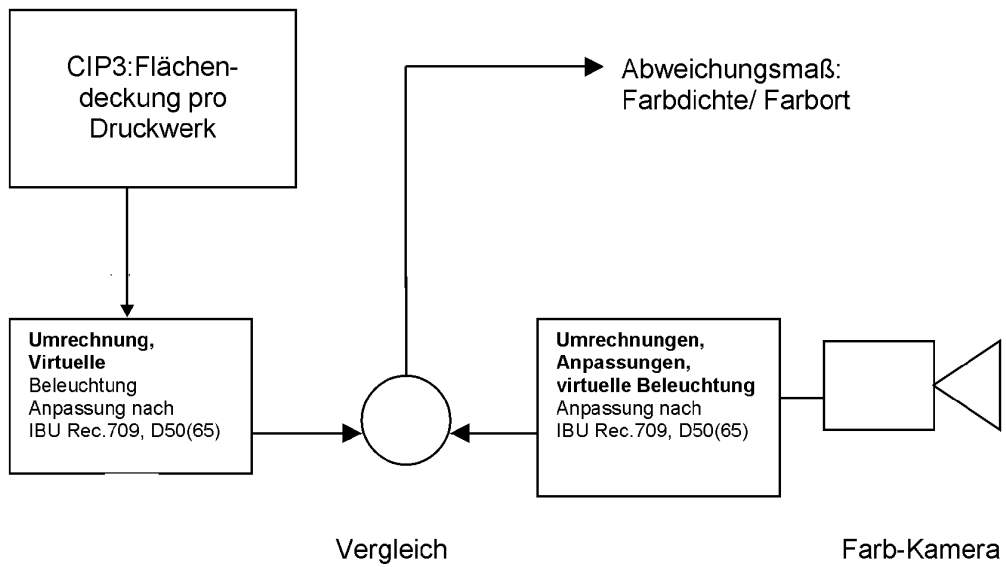 CIP3:Flächen-
deckung pro
Druckwerk
Abweichungsmaß:
Farbdichte/ Farbort
Umrechnung,
Virtuelle
Beleuchtung
Anpassung nach
IBU Rec.709, D50(65)
Umrechnungen,
Anpassungen,
virtuelle Beleuchtung
Anpassung nach
IBU Rec.709, D50(65)
Vergleich
Farb-Kamera